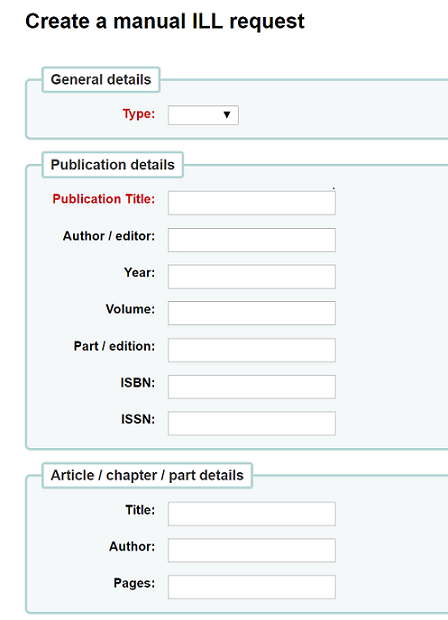 Create a manual ILL request
General details
Type:
Publication details
Publication Title:
Author / editor:
Year:
Volume:
Part / edition:
ISBN:
ISSN:
Article / chapter / part details
Title:
Author:
Pages: